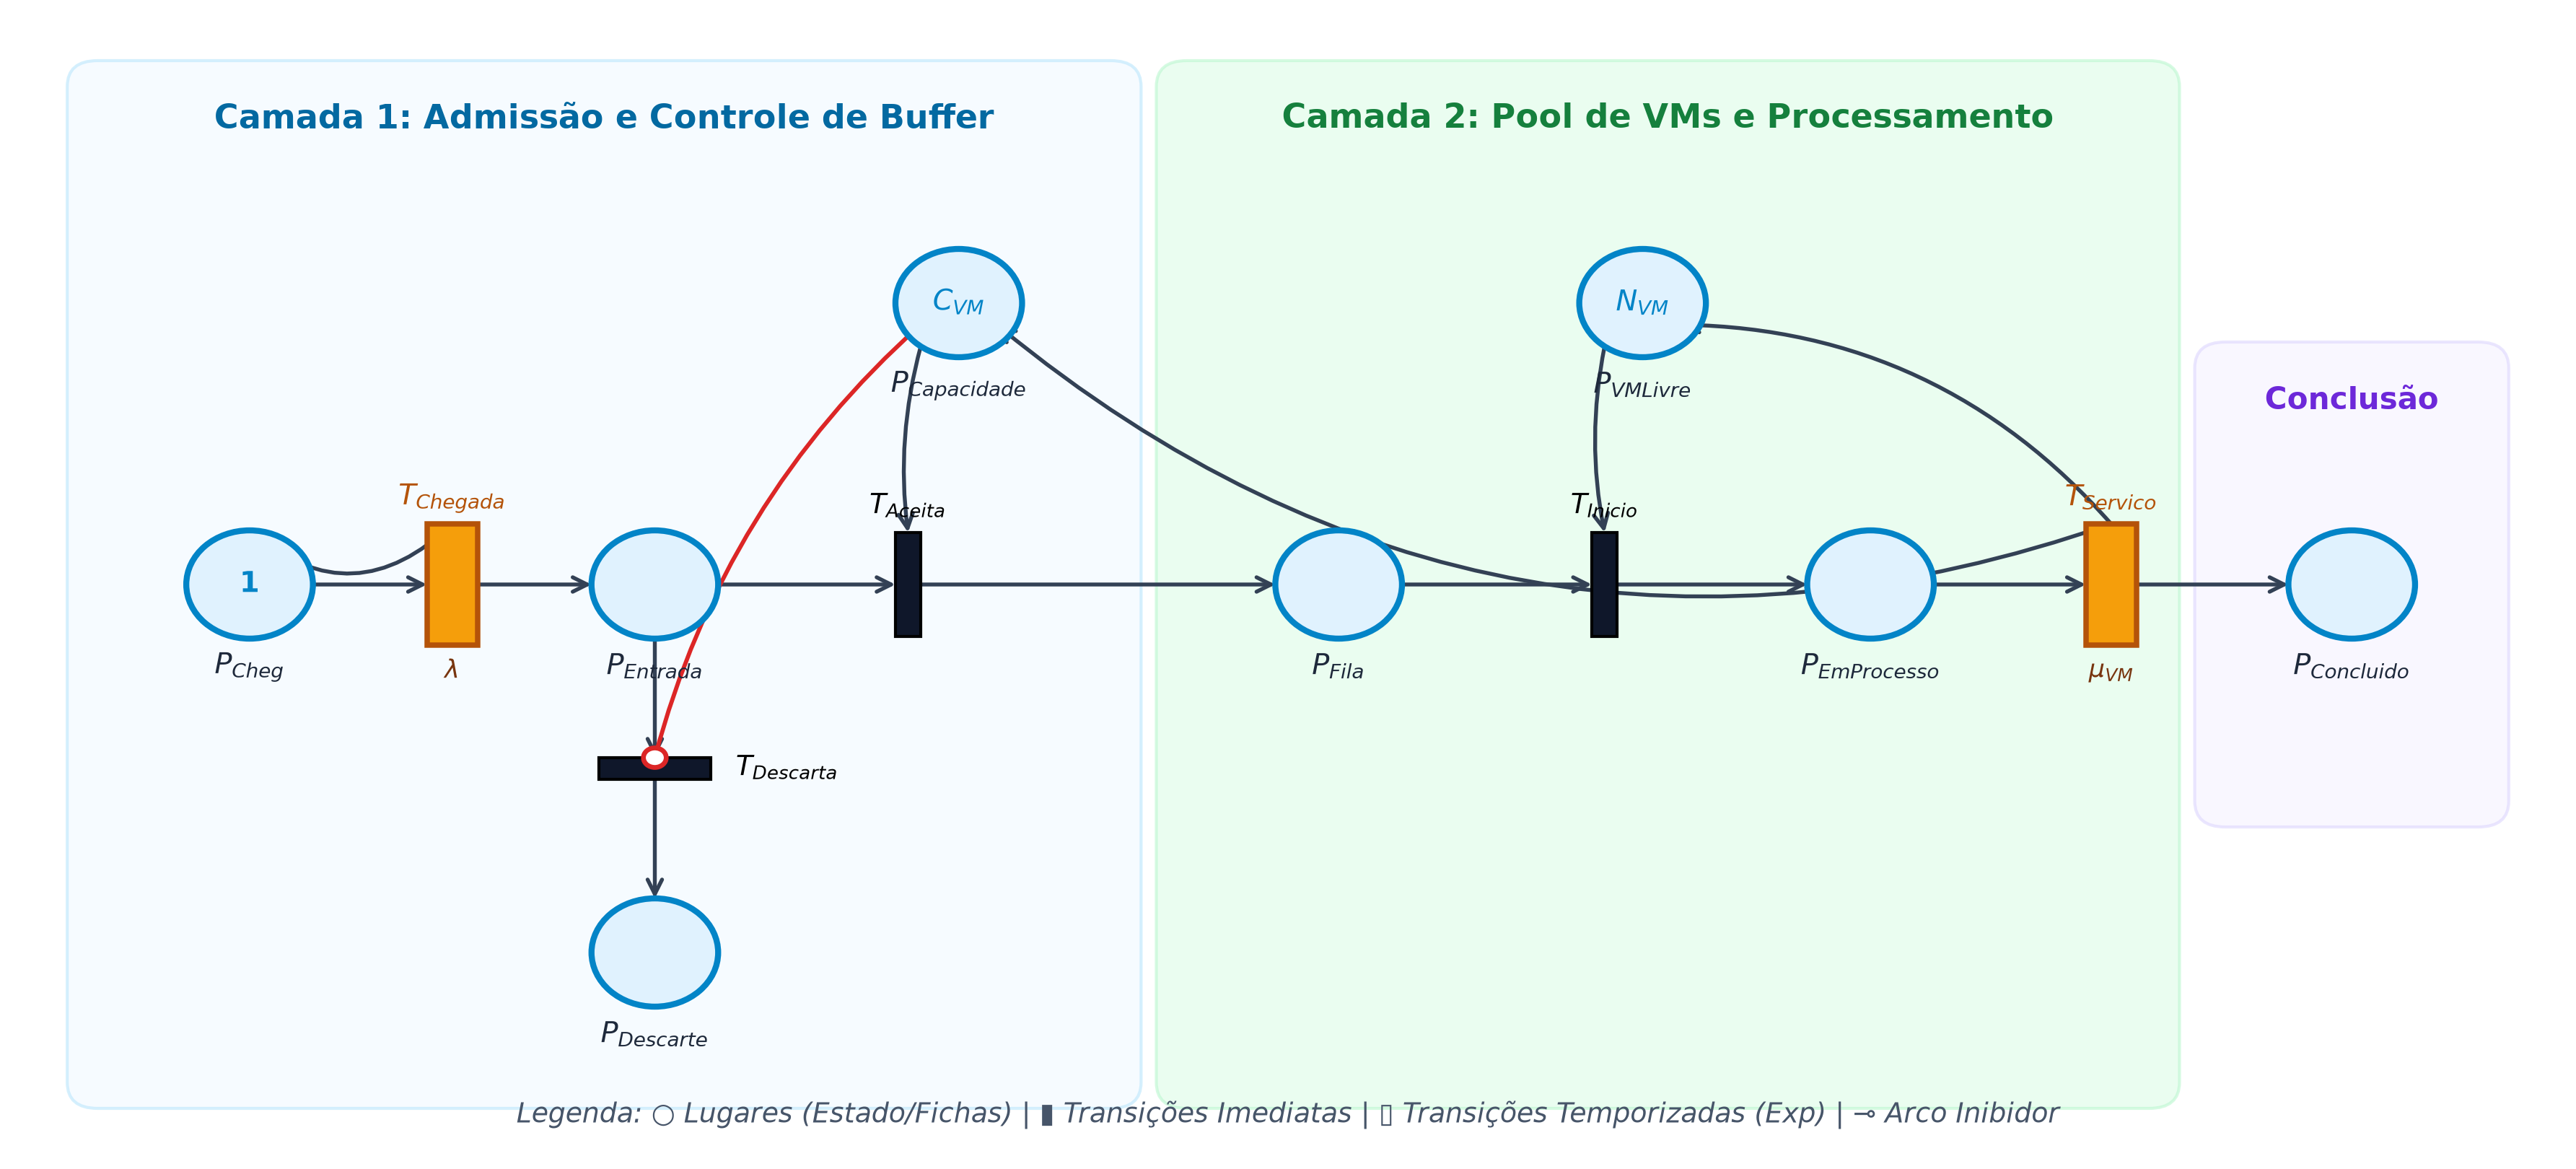 Camada 1: Admissão e Controle de Buffer
Camada 2: Pool de VMs e Processamento
C_VM
N_VM
P_Capacidade
P_VMLivre
Conclusão
T_Chegada
T_Aceita
T_Inicio
T_Servico
1
P_Cheg
λ
P_Entrada
P_Fila
P_EmProcesso
μ_VM
P_Concluido
T_Descarta
P_Descarte
Legenda: ○ Lugares (Estado/Fichas) | ▮ Transições Imediatas | ▯ Transições Temporizadas (Exp) | ⊸ Arco Inibidor